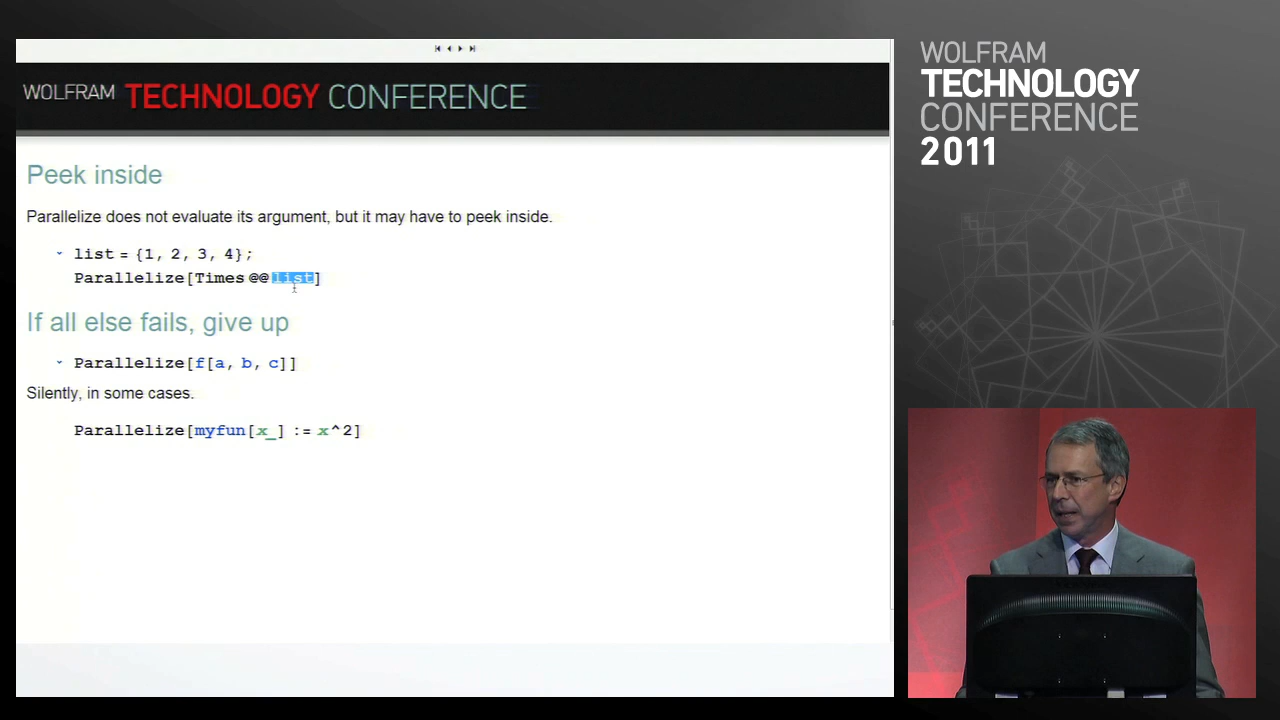 WOLFRAM TECHNOLOGY CONFERENCE
Peek inside
Parallelize does not evaluate its argument, but it may have to peek inside.
list = {1, 2, 3, 4};
Parallelize[Times @@ list]
If all else fails, give up
Parallelize[f[a, b, c]]
Silently, in some cases.
Parallelize[myfun[x_] := x^2]
WOLFRAM
TECHNOLOGY
CONFERENCE
2011